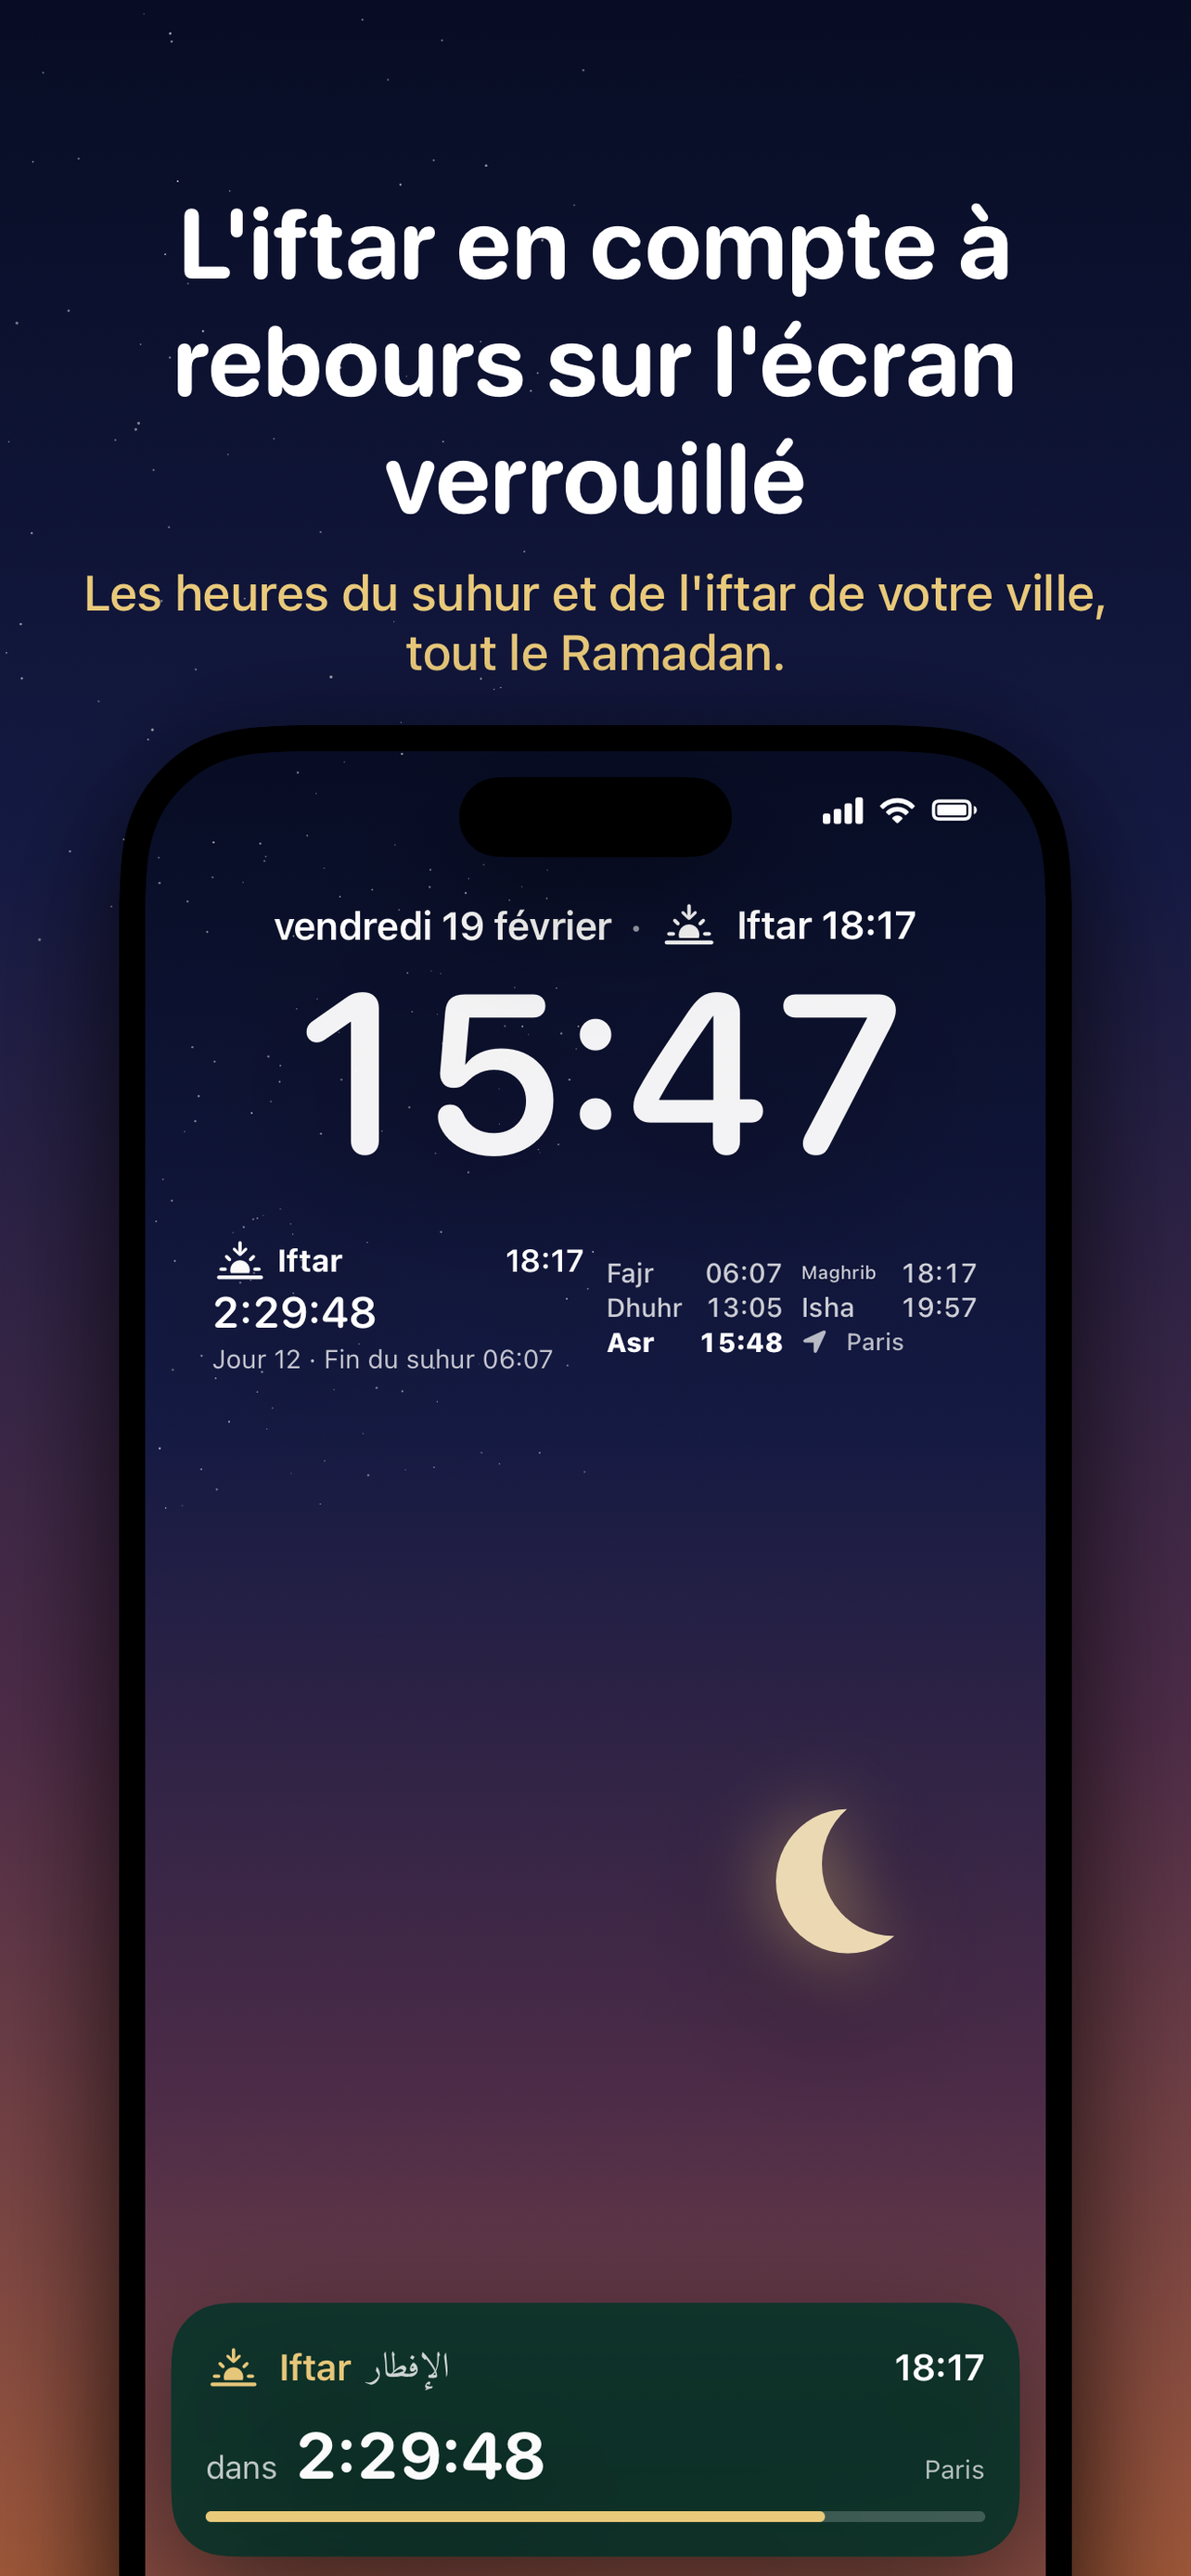 L'iftar en compte à
rebours sur l'écran
verrouillé
Les heures du suhur et de l'iftar de votre ville,
tout le Ramadan.
vendredi 19 février · Iftar 18:17
15:47
Iftar 18:17
2:29:48
Jour 12 · Fin du suhur 06:07
Fajr 06:07 Maghrib 18:17
Dhuhr 13:05 Isha 19:57
Asr 15:48 Paris
Iftar الإفطار 18:17
dans 2:29:48 Paris